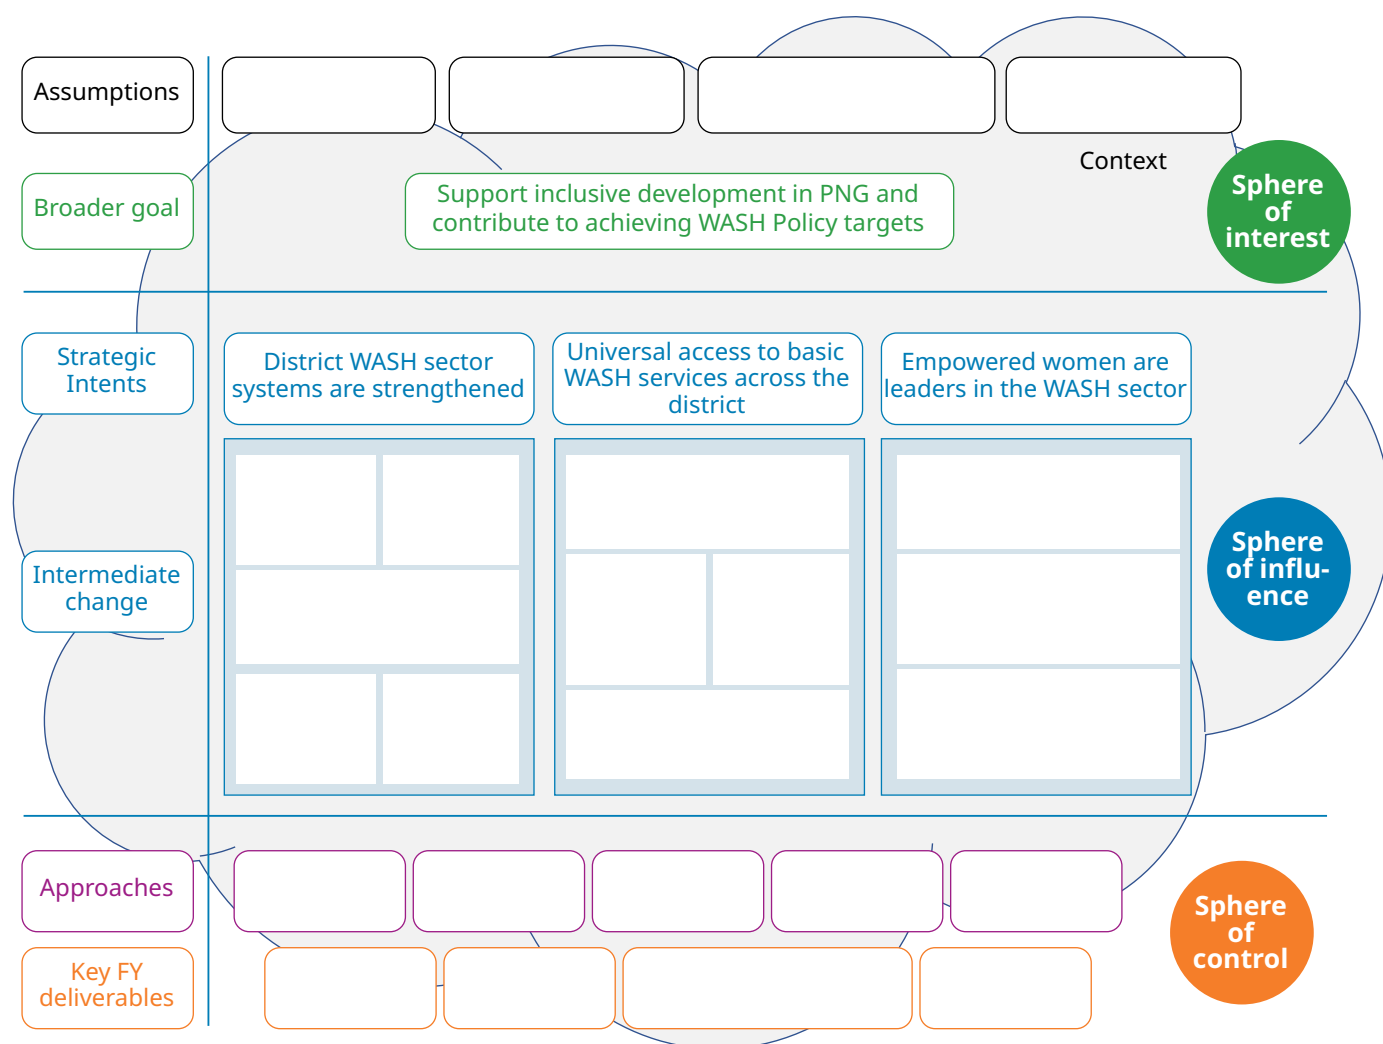 Assumptions
Context
Broader goal
Support inclusive development in PNG and
contribute to achieving WASH Policy targets
Sphere
of
interest
Strategic
Intents
District WASH sector
systems are strengthened
Universal access to basic
WASH services across the
district
Empowered women are
leaders in the WASH sector
Intermediate
change
Sphere
of influ-
ence
Approaches
Sphere
of
control
Key FY
deliverables